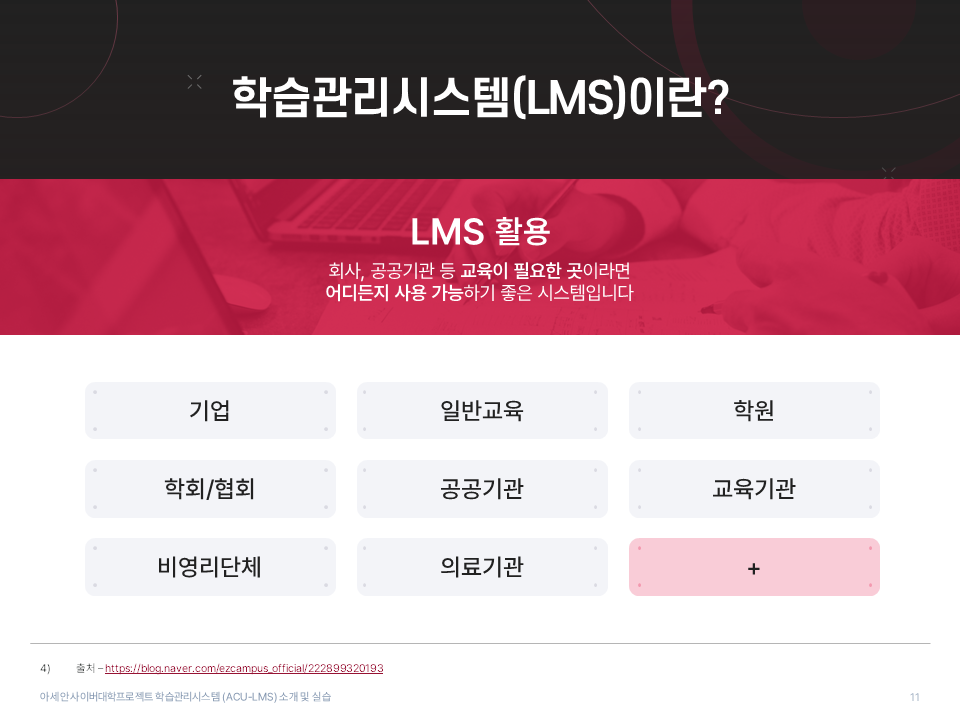 학습관리시스템(LMS)이란?
LMS 활용
회사, 공공기관 등 교육이 필요한 곳이라면
어디든지 사용 가능하기 좋은 시스템입니다
기업
일반교육
학원
학회/협회
공공기관
교육기관
비영리단체
의료기관
+
4) 출처 – https://blog.naver.com/ezcampus_official/222899320193
아세안사이버대학프로젝트 학습관리시스템 (ACU-LMS) 소개 및 실습
11